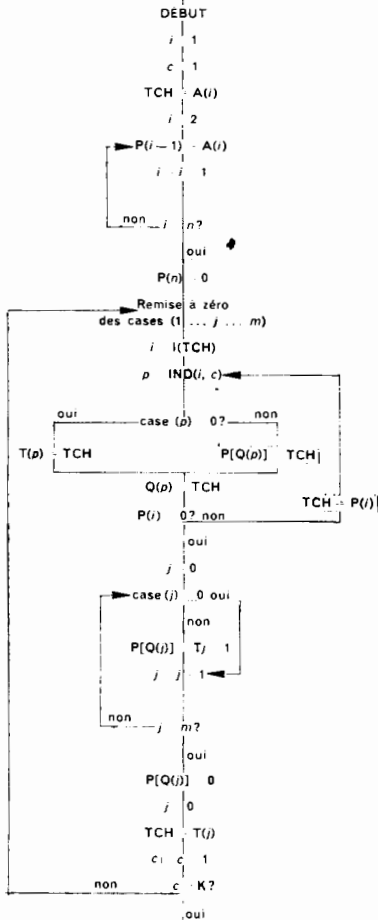 DÉBUT
i 1
c 1
TCH A(i)
i 2
P(i—1) A(i)
i i 1
non i n?
oui
P(n) 0
Remise à zéro
des cases (1 ... j ... m)
i I(TCH)
p IND(i, c)
oui case (p) 0? non
T(p) TCH P[Q(p)] TCH
Q(p) TCH
TCH P(i)
P(i) 0? non
oui
j 0
case (j) 0 oui
non
P[Q(j)] Tj 1
j j 1
non j m?
oui
P[Q(j)] 0
j 0
TCH T(j)
c c 1
non c K?
oui